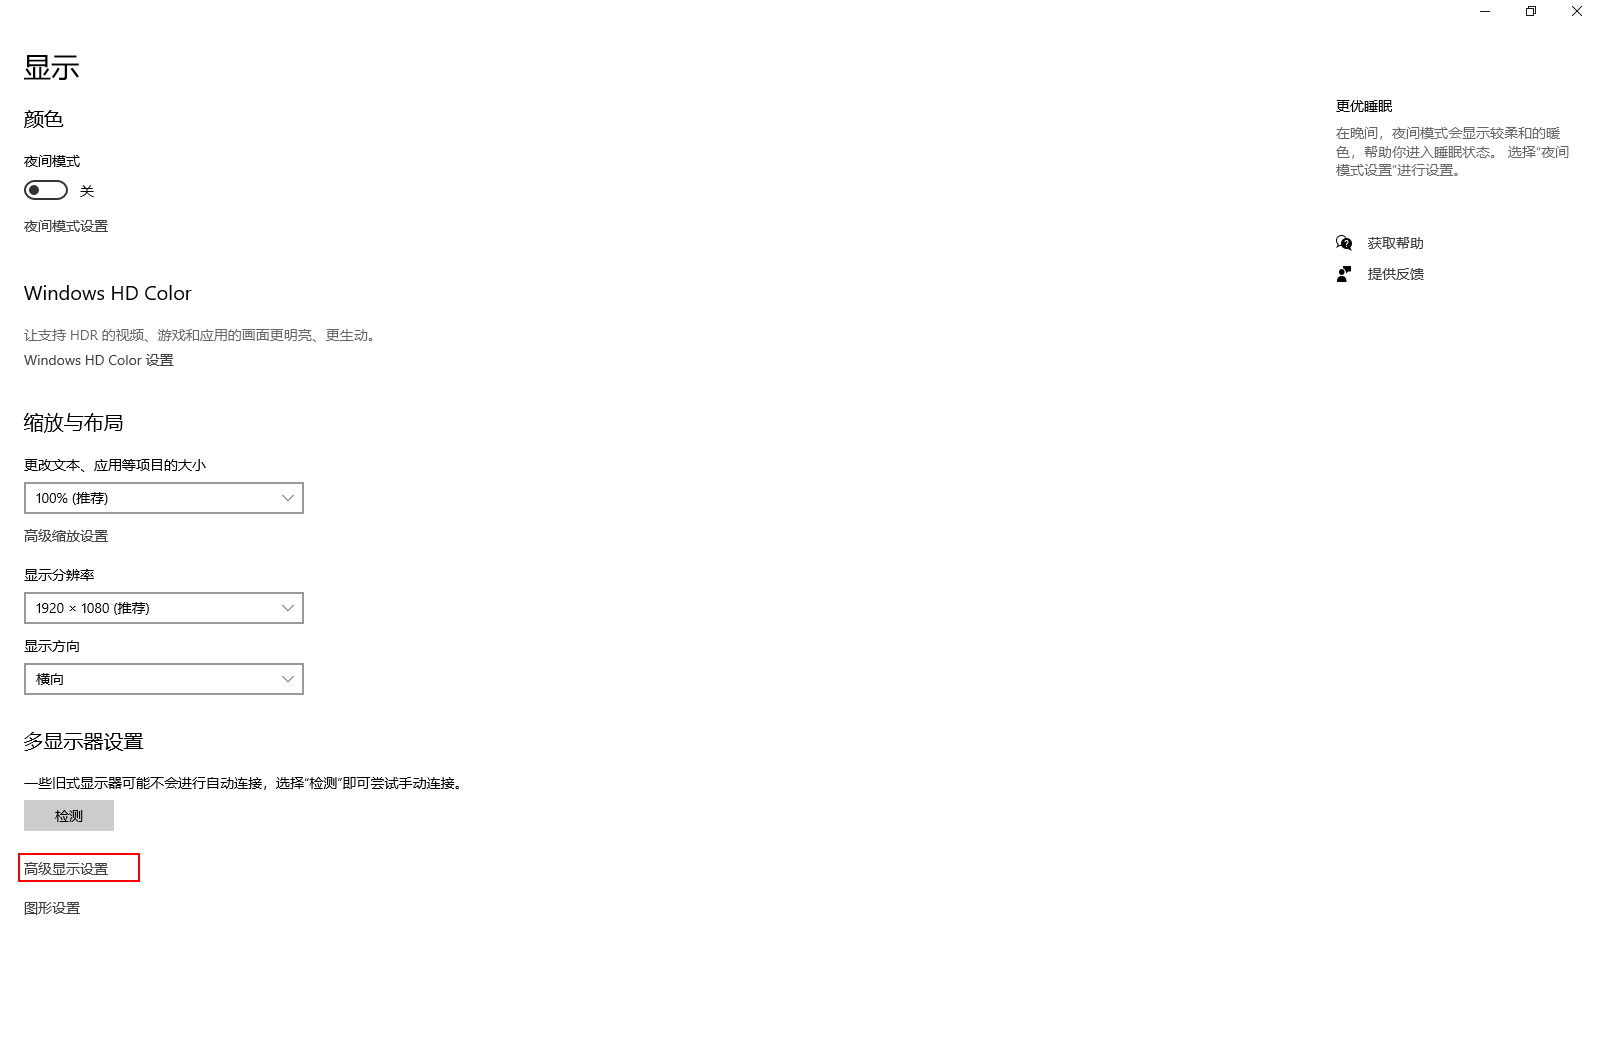 显示
颜色
夜间模式
关
夜间模式设置
Windows HD Color
让支持 HDR 的视频、游戏和应用的画面更明亮、更生动。
Windows HD Color 设置
缩放与布局
更改文本、应用等项目的大小
100% (推荐)
高级缩放设置
显示分辨率
1920 × 1080 (推荐)
显示方向
横向
多显示器设置
一些旧式显示器可能不会进行自动连接，选择"检测"即可尝试手动连接。
检测
高级显示设置
图形设置
更优睡眠
在晚间，夜间模式会显示较柔和的暖
色，帮助你进入睡眠状态。 选择"夜间
模式设置"进行设置。
获取帮助
提供反馈